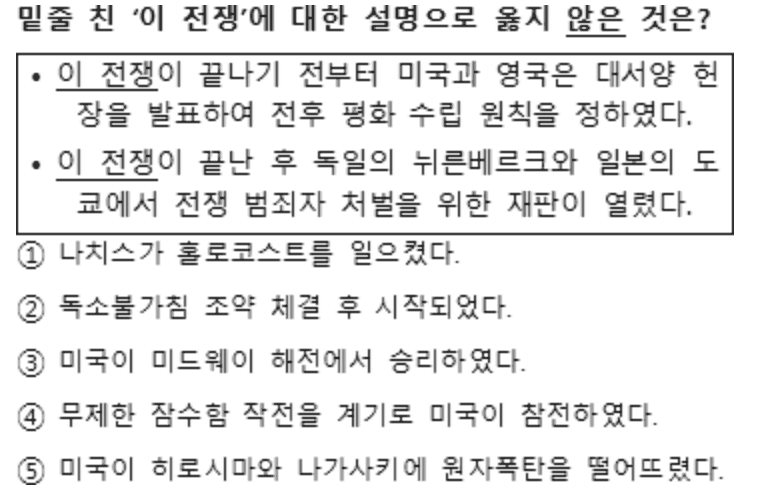 밑줄 친 '이 전쟁'에 대한 설명으로 옳지 않은 것은?
• 이 전쟁이 끝나기 전부터 미국과 영국은 대서양 헌
장을 발표하여 전후 평화 수립 원칙을 정하였다.
• 이 전쟁이 끝난 후 독일의 뉘른베르크와 일본의 도
쿄에서 전쟁 범죄자 처벌을 위한 재판이 열렸다.
① 나치스가 홀로코스트를 일으켰다.
② 독소불가침 조약 체결 후 시작되었다.
③ 미국이 미드웨이 해전에서 승리하였다.
④ 무제한 잠수함 작전을 계기로 미국이 참전하였다.
⑤ 미국이 히로시마와 나가사키에 원자폭탄을 떨어뜨렸다.